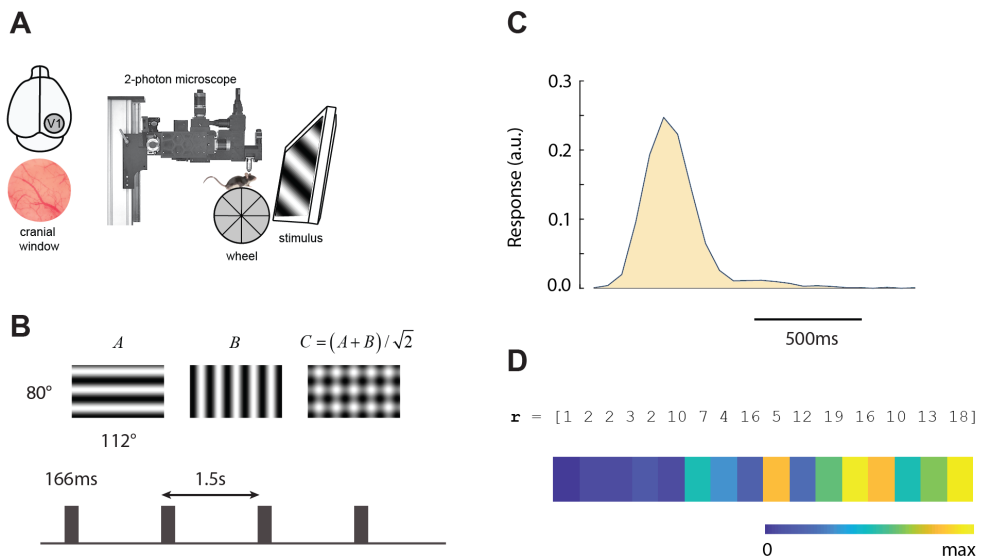 A
2-photon microscope
V1
cranial
window
wheel
stimulus
B
A
B
C = (A + B) / √2
80°
112°
166ms
1.5s
C
0.3
0.2
0.1
0.0
Response (a.u.)
500ms
D
r = [1 2 2 3 2 10 7 4 16 5 12 19 16 10 13 18]
0
max